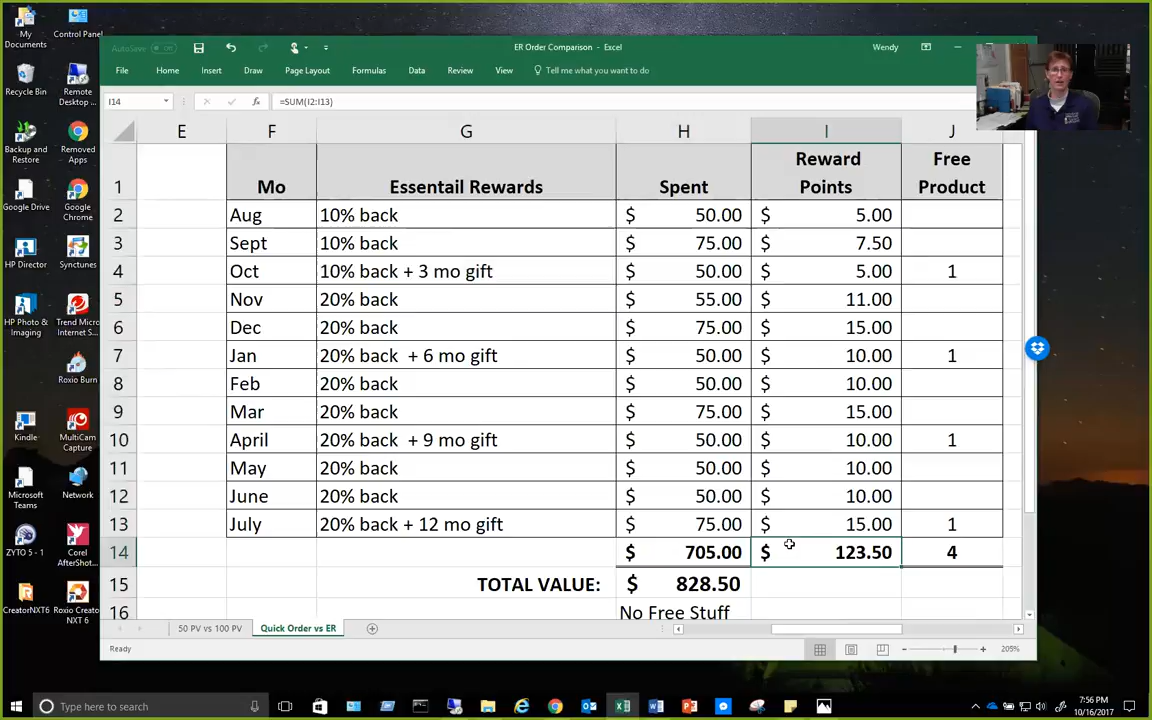 My Documents
Control Panel
Recycle Bin
Remote Desktop ...
Backup and Restore
Removed Apps
Google Drive
Google Chrome
HP Director
Synctunes
HP Photo & Imaging
Trend Micro Internet S...
Roxio Burn
Kindle
MultiCam Capture
Microsoft Teams
Network
ZYTO 5 - 1
Corel AfterShot...
CreatorNXT6
Roxio Creato NXT 6
AutoSave Off
ER Order Comparison - Excel
Wendy
File Home Insert Draw Page Layout Formulas Data Review View Tell me what you want to do
I14 fx =SUM(I2:I13)
E F G H I J
1 Mo Essentail Rewards Spent Reward Points Free Product
2 Aug 10% back $ 50.00 $ 5.00
3 Sept 10% back $ 75.00 $ 7.50
4 Oct 10% back + 3 mo gift $ 50.00 $ 5.00 1
5 Nov 20% back $ 55.00 $ 11.00
6 Dec 20% back $ 75.00 $ 15.00
7 Jan 20% back + 6 mo gift $ 50.00 $ 10.00 1
8 Feb 20% back $ 50.00 $ 10.00
9 Mar 20% back $ 75.00 $ 15.00
10 April 20% back + 9 mo gift $ 50.00 $ 10.00 1
11 May 20% back $ 50.00 $ 10.00
12 June 20% back $ 50.00 $ 10.00
13 July 20% back + 12 mo gift $ 75.00 $ 15.00 1
14 $ 705.00 $ 123.50 4
15 TOTAL VALUE: $ 828.50
16 No Free Stuff
50 PV vs 100 PV Quick Order vs ER
Ready
205%
Type here to search
7:56 PM
10/16/2017